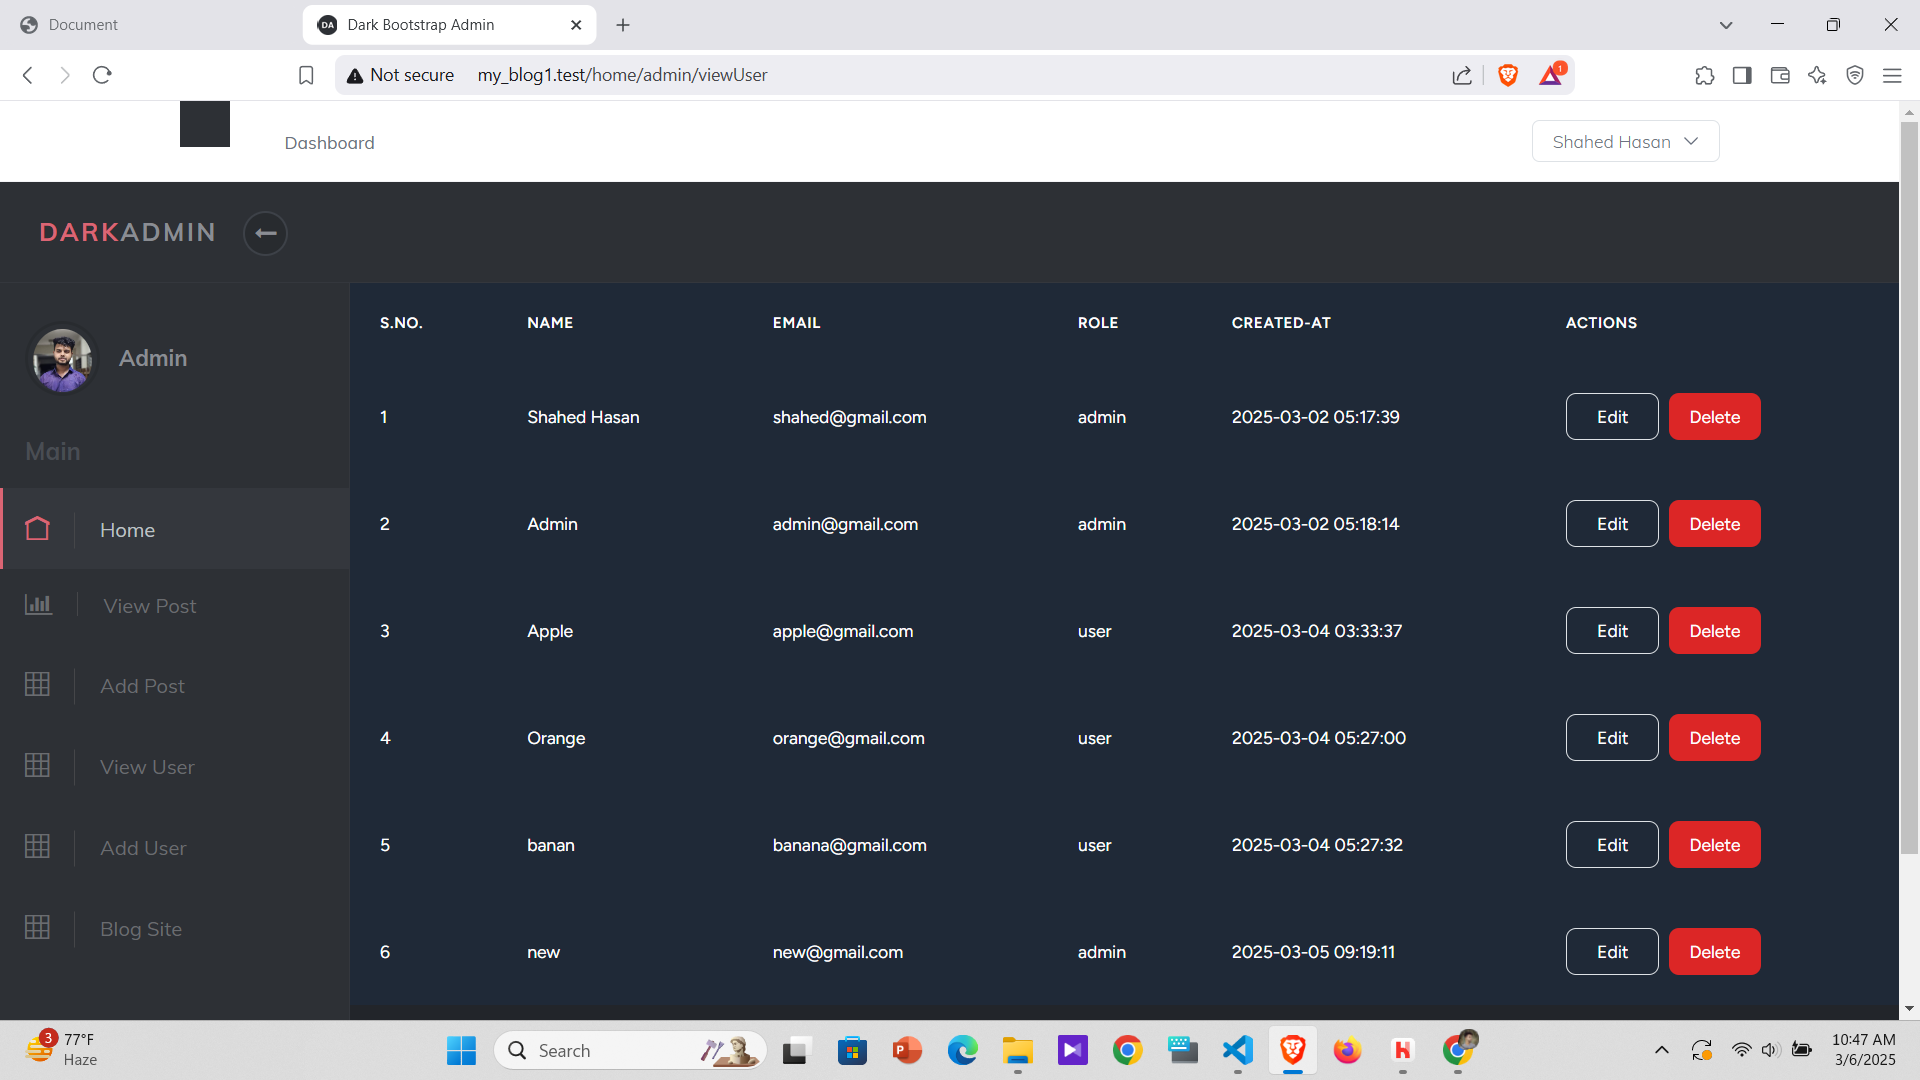 Document
DA Dark Bootstrap Admin
Not secure my_blog1.test/home/admin/viewUser
1
Dashboard
Shahed Hasan
DARKADMIN
Admin
Main
Home
View Post
Add Post
View User
Add User
Blog Site
S.NO. NAME EMAIL ROLE CREATED-AT ACTIONS
1 Shahed Hasan shahed@gmail.com admin 2025-03-02 05:17:39 Edit Delete
2 Admin admin@gmail.com admin 2025-03-02 05:18:14 Edit Delete
3 Apple apple@gmail.com user 2025-03-04 03:33:37 Edit Delete
4 Orange orange@gmail.com user 2025-03-04 05:27:00 Edit Delete
5 banan banana@gmail.com user 2025-03-04 05:27:32 Edit Delete
6 new new@gmail.com admin 2025-03-05 09:19:11 Edit Delete
3 77°F
Haze
Search
P
H
10:47 AM
3/6/2025